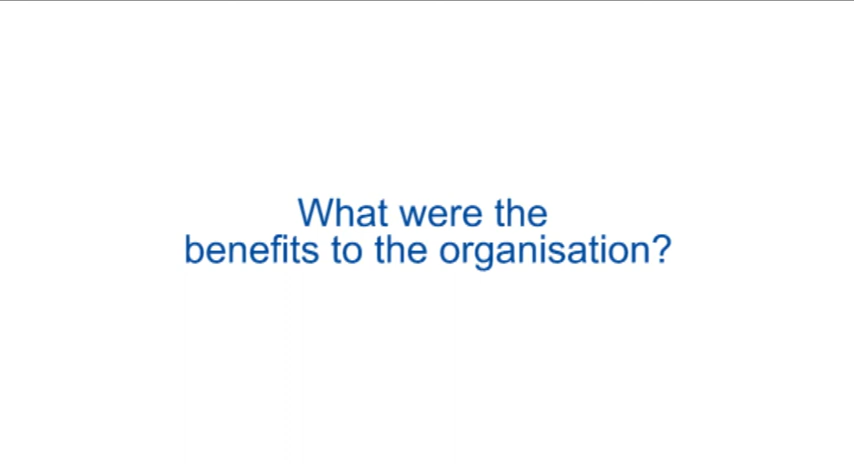 What were the
benefits to the organisation?